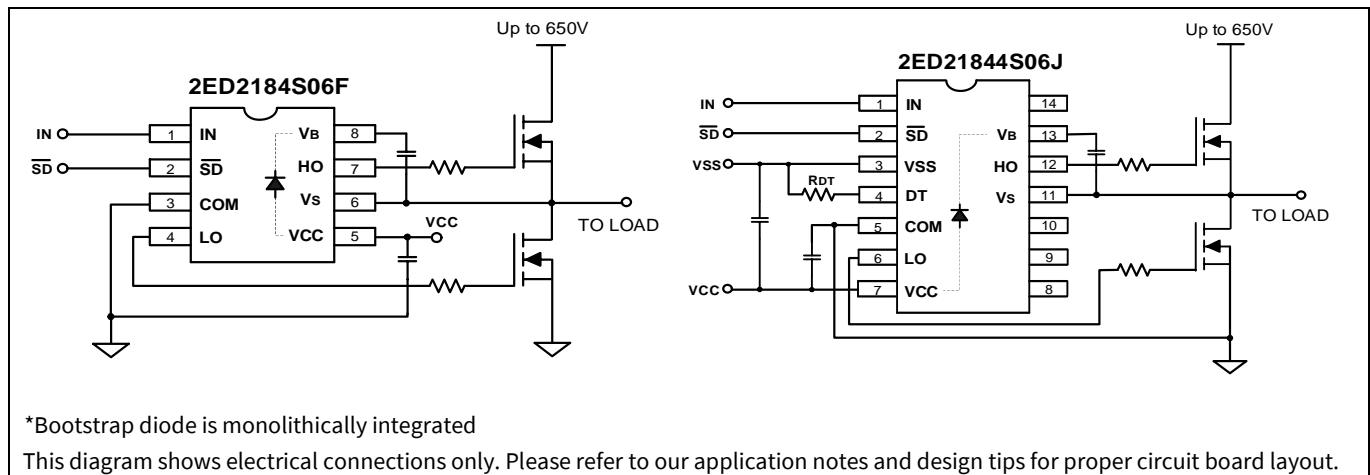 Up to 650V
2ED2184S06F
IN
SD
1 IN
2 SD
3 COM
4 LO
VB 8
HO 7
VS 6
VCC 5
VCC
TO LOAD
Up to 650V
2ED21844S06J
IN
SD
VSS
RDT
VCC
1 IN
2 SD
3 VSS
4 DT
5 COM
6 LO
7 VCC
14
VB 13
HO 12
VS 11
10
9
8
TO LOAD
*Bootstrap diode is monolithically integrated
This diagram shows electrical connections only. Please refer to our application notes and design tips for proper circuit board layout.